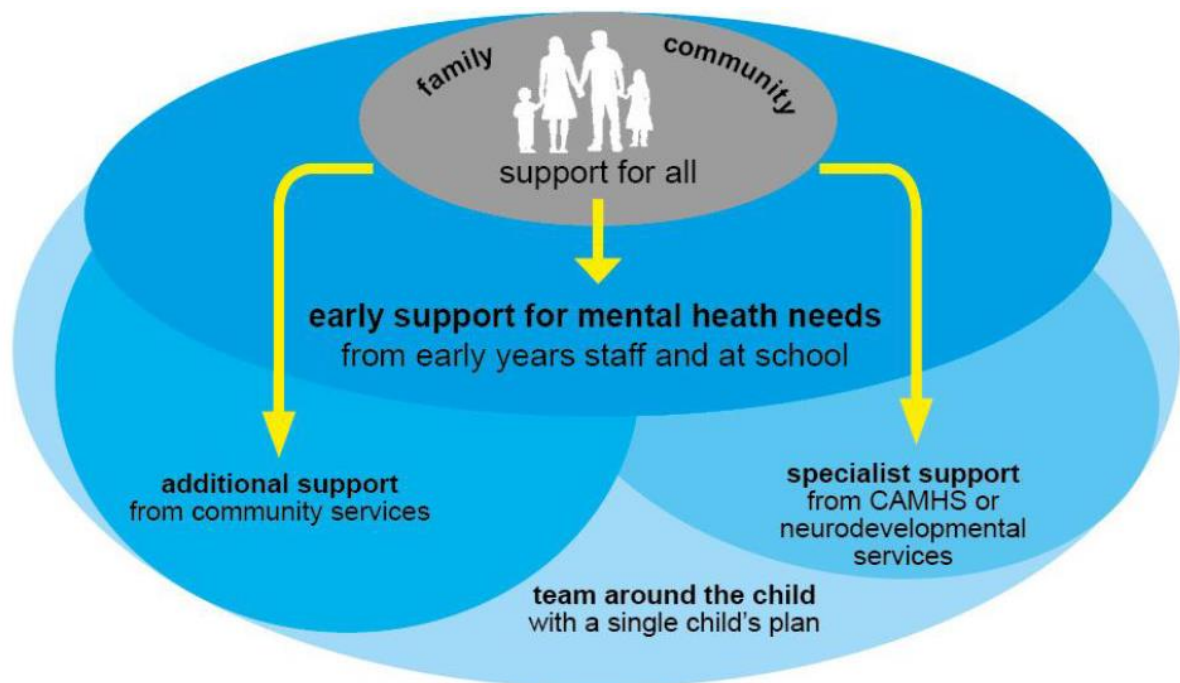 family
community
support for all
early support for mental heath needs
from early years staff and at school
additional support
from community services
specialist support
from CAMHS or
neurodevelopmental
services
team around the child
with a single child's plan